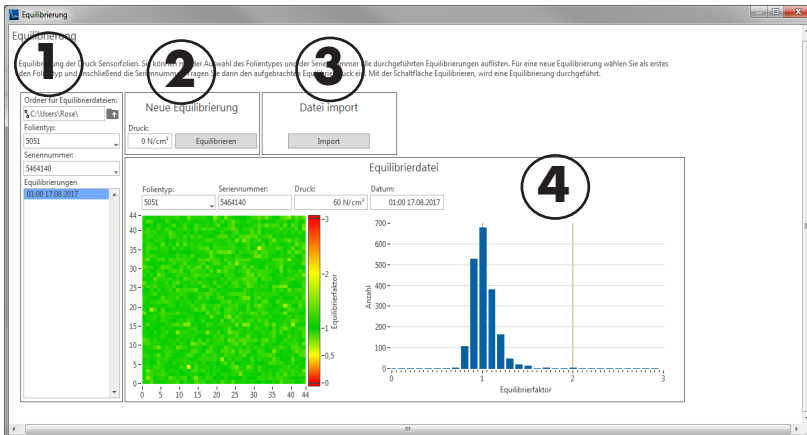 Equilibrierung
Equilibrierung
1
2
3
Equilibrierung der Druck Sensorfolien. Sie können mit der Auswahl des Folientypes und der Seriennummer alle durchgeführten Equilibrierungen auflisten. Für eine neue Equilibrierung wählen Sie als erstes
den Folientyp und anschließend die Seriennummer. Tragen Sie dann den aufgebrachten Equilibrierdruck ein. Mit der Schaltfläche Equilibrieren, wird eine Equilibrierung durchgeführt.
Ordner für Equilibrierdateien:
C:\Users\Rose\
Folientyp:
5051
Seriennummer:
5464140
Equilibrierungen
01:00 17.08.2017
Neue Equilibrierung
Druck:
0 N/cm² Equilibrieren
Datei import
Import
Equilibrierdatei
4
Folientyp: Seriennummer: Druck: Datum:
5051 5464140 60 N/cm² 01:00 17.08.2017
44
40
35
30
25
20
15
10
5
0
0 5 10 15 20 25 30 35 40 44
3
2
1
0,5
0
Equilibrierfaktor
700
600
500
400
300
200
100
0
Anzahl
0 1 2 3
Equilibrierfaktor